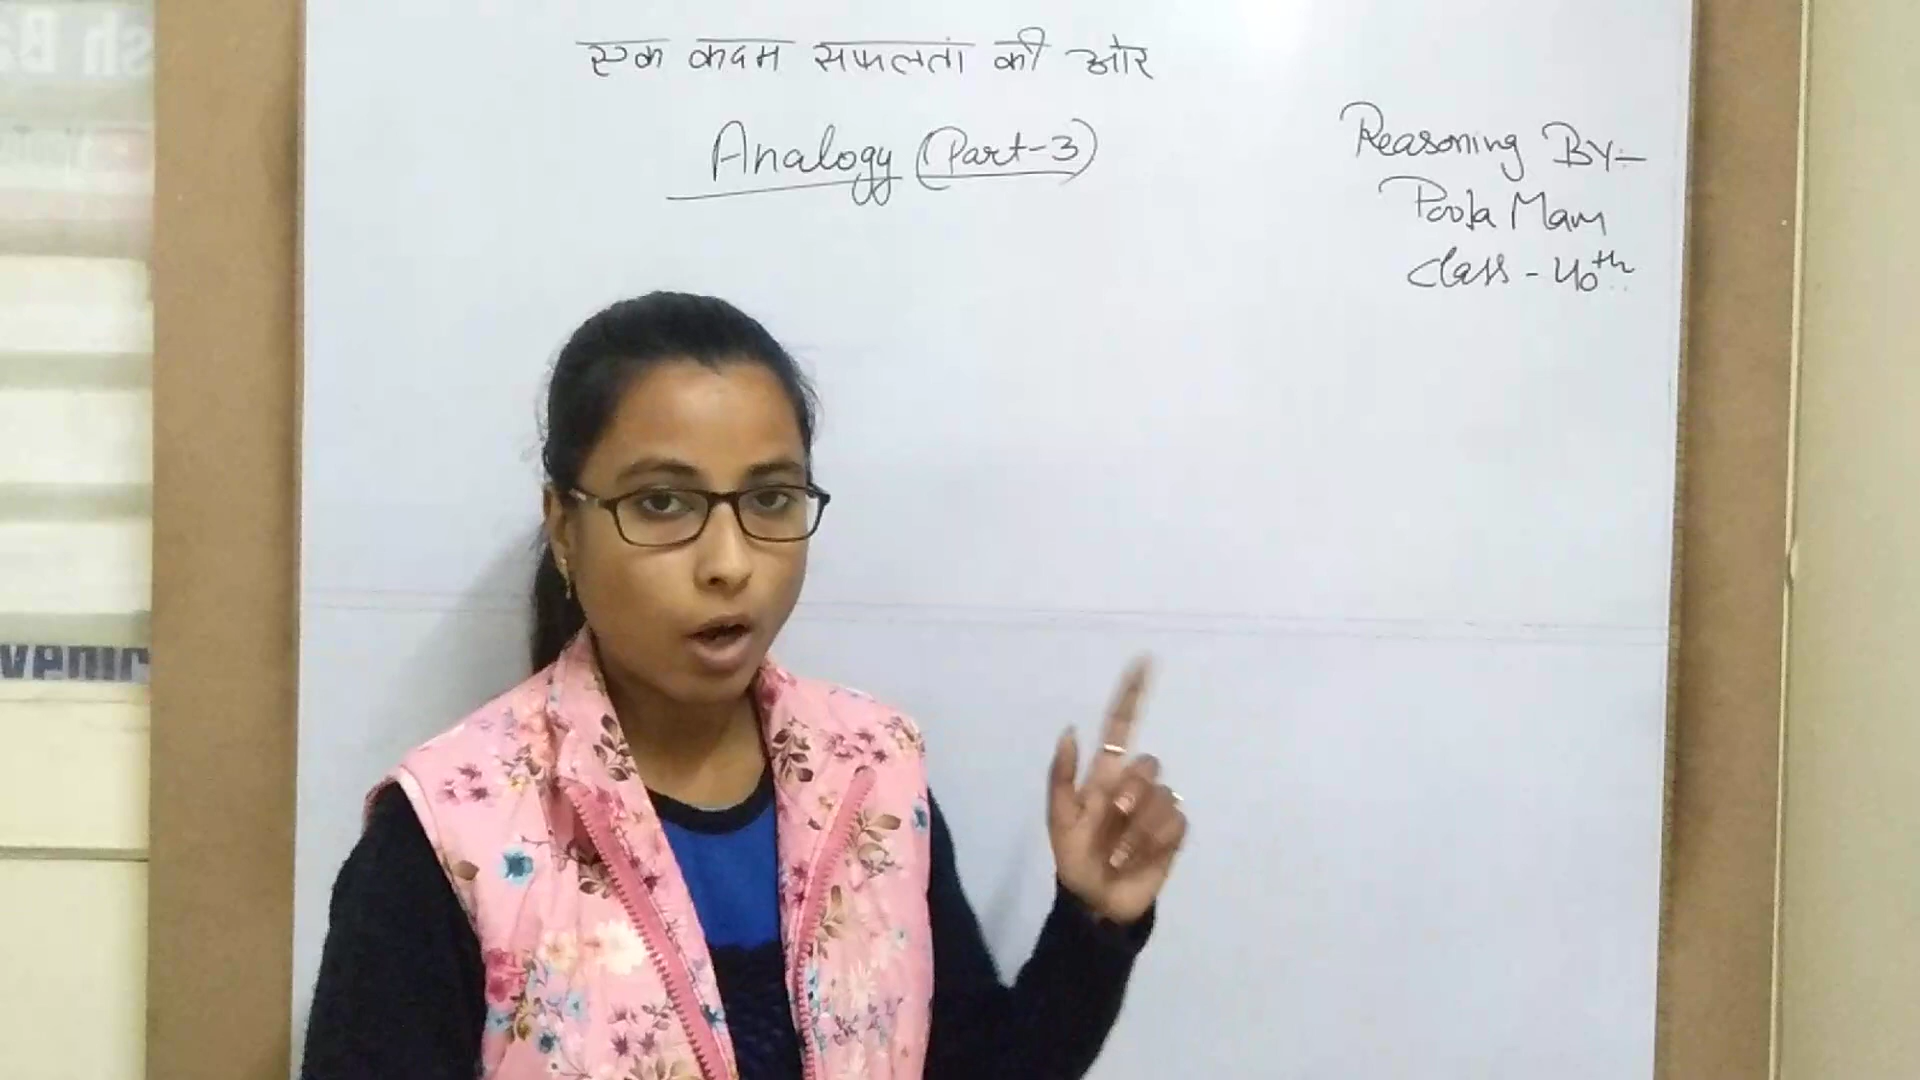 एक कदम सफलता की ओर
Analogy (Part-3)
Reasoning By:-
Pooja Mam
Class - 40th